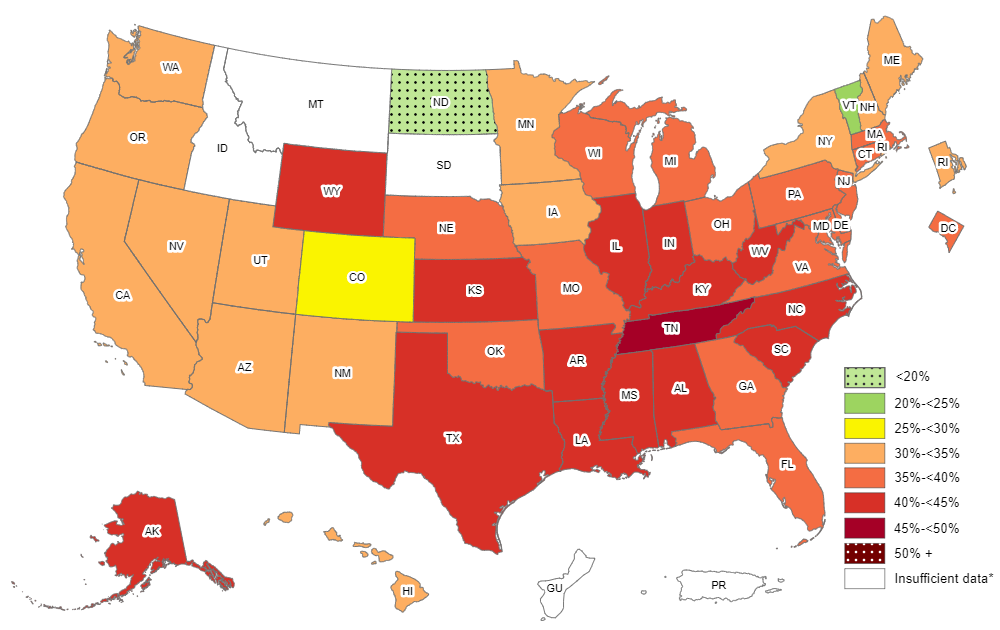 WA
ME
MT
ND
VT
NH
MN
OR
MA
ID
NY
RI
CT
WI
MI
RI
SD
WY
NJ
PA
IA
NE
OH
MD
DE
DC
NV
UT
IL
IN
WV
CO
VA
KS
MO
KY
CA
NC
TN
SC
OK
AR
AZ
NM
GA
MS
AL
TX
LA
FL
AK
HI
GU
PR
<20%
20%-<25%
25%-<30%
30%-<35%
35%-<40%
40%-<45%
45%-<50%
50% +
Insufficient data*